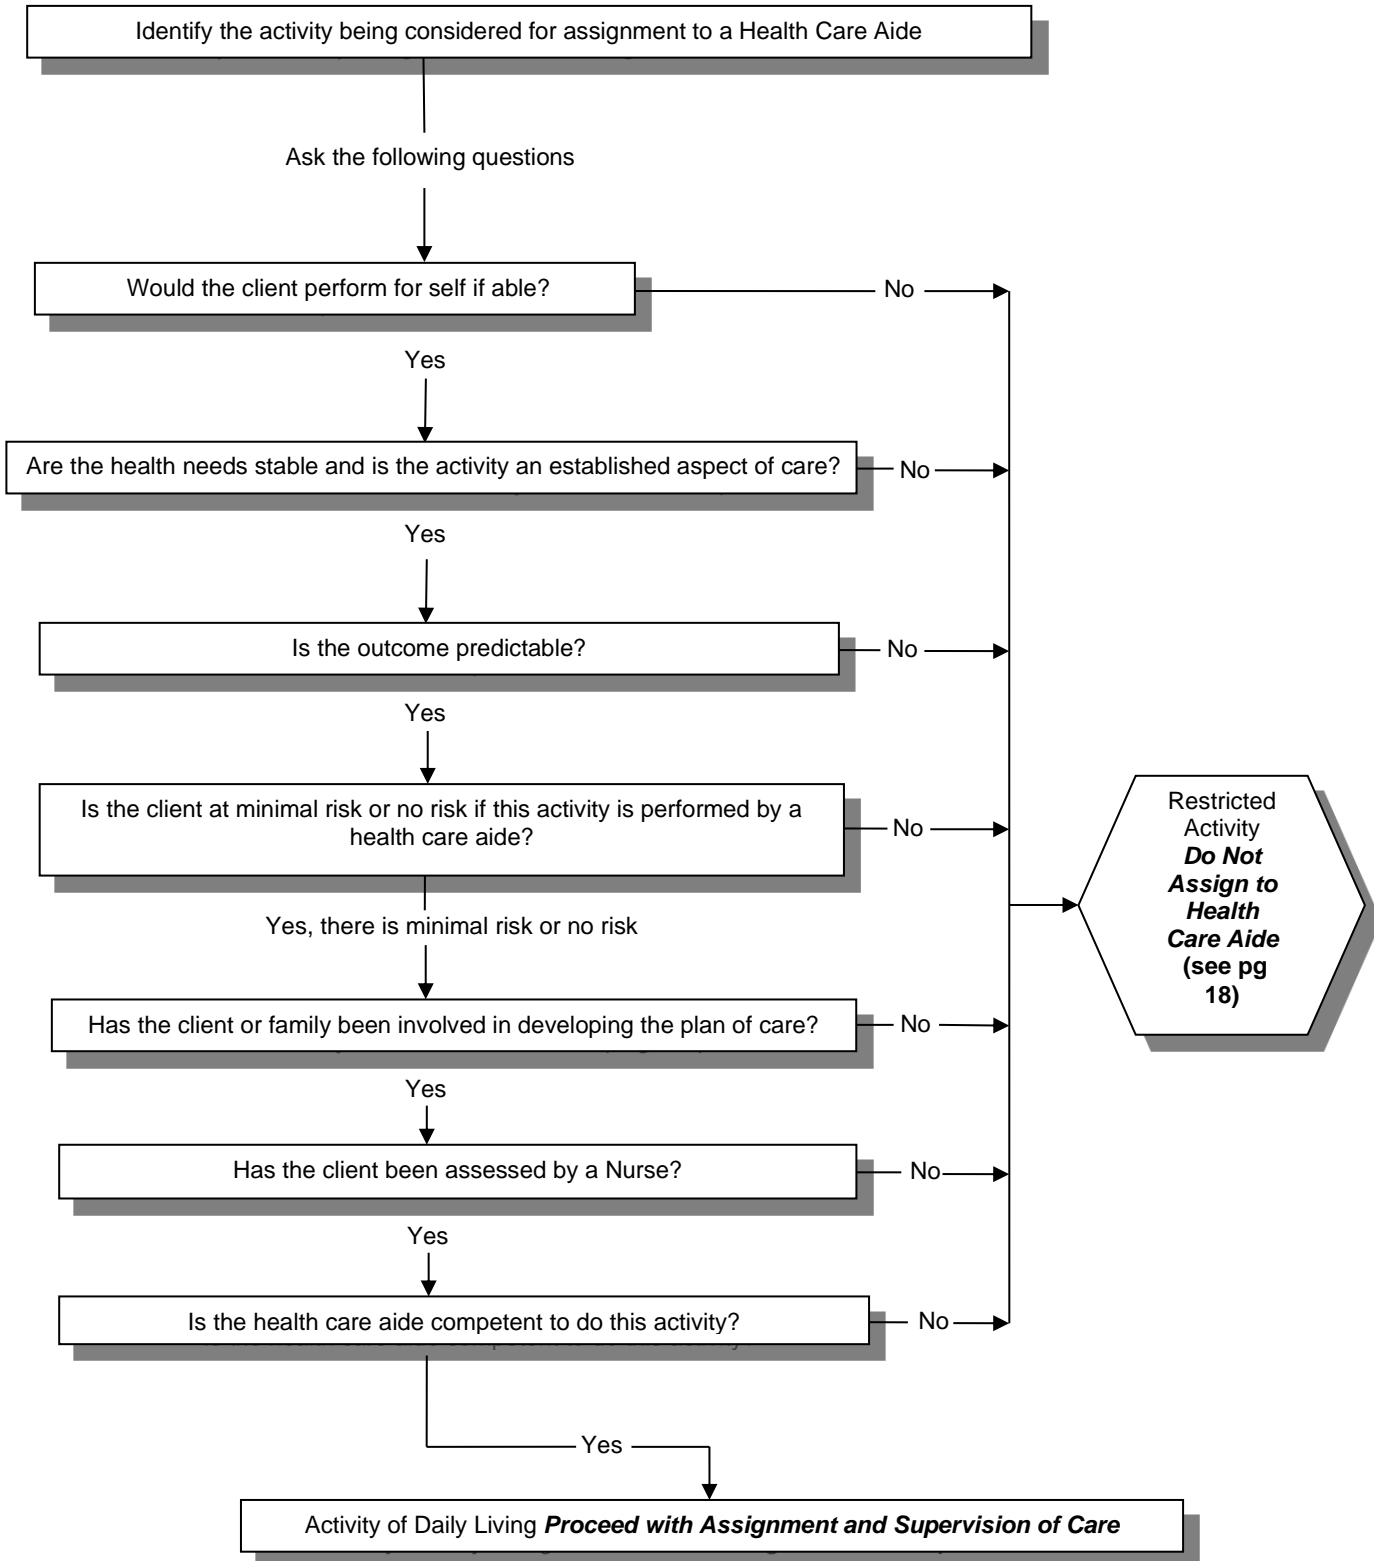 Identify the activity being considered for assignment to a Health Care Aide
Ask the following questions
Would the client perform for self if able?
No
Yes
Are the health needs stable and is the activity an established aspect of care?
No
Yes
Is the outcome predictable?
No
Yes
Is the client at minimal risk or no risk if this activity is performed by a
health care aide?
No
Yes, there is minimal risk or no risk
Has the client or family been involved in developing the plan of care?
No
Yes
Has the client been assessed by a Nurse?
No
Yes
Is the health care aide competent to do this activity?
No
Yes
Activity of Daily Living Proceed with Assignment and Supervision of Care
Restricted
Activity
Do Not
Assign to
Health
Care Aide
(see pg
18)